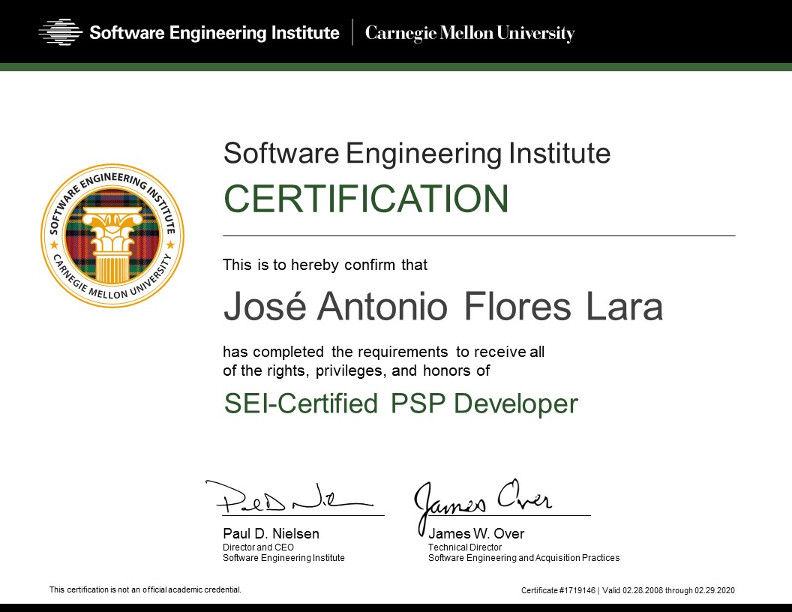 Software Engineering Institute | Carnegie Mellon University
Software Engineering Institute
CERTIFICATION
SOFTWARE ENGINEERING INSTITUTE
CARNEGIE MELLON UNIVERSITY
This is to hereby confirm that
José Antonio Flores Lara
has completed the requirements to receive all
of the rights, privileges, and honors of
SEI-Certified PSP Developer
Paul D. Nielsen
Director and CEO
Software Engineering Institute
James Over
James W. Over
Technical Director
Software Engineering and Acquisition Practices
This certification is not an official academic credential.
Certificate #1719146 | Valid 02.28.2008 through 02.29.2020